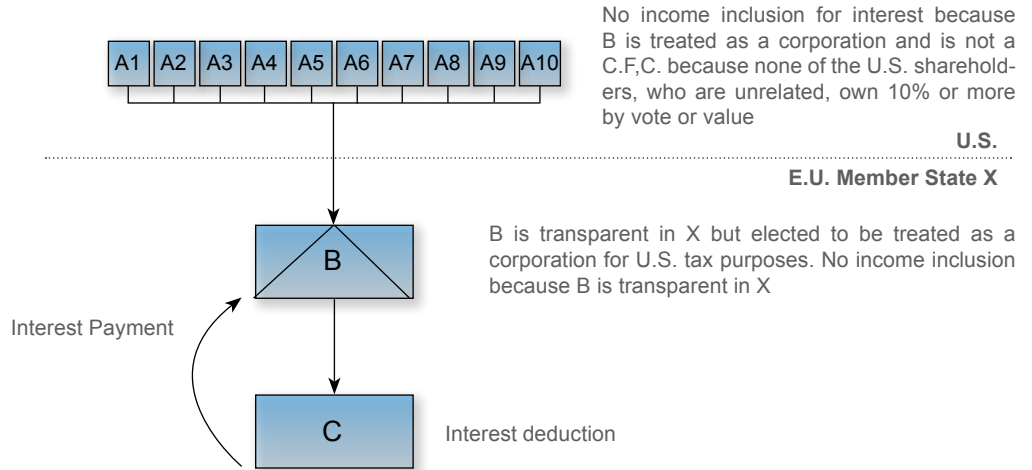 No income inclusion for interest because
B is treated as a corporation and is not a
C.F,C. because none of the U.S. sharehold-
ers, who are unrelated, own 10% or more
by vote or value
A1 A2 A3 A4 A5 A6 A7 A8 A9 A10
U.S.
E.U. Member State X
B is transparent in X but elected to be treated as a
corporation for U.S. tax purposes. No income inclusion
because B is transparent in X
B
Interest Payment
C
Interest deduction